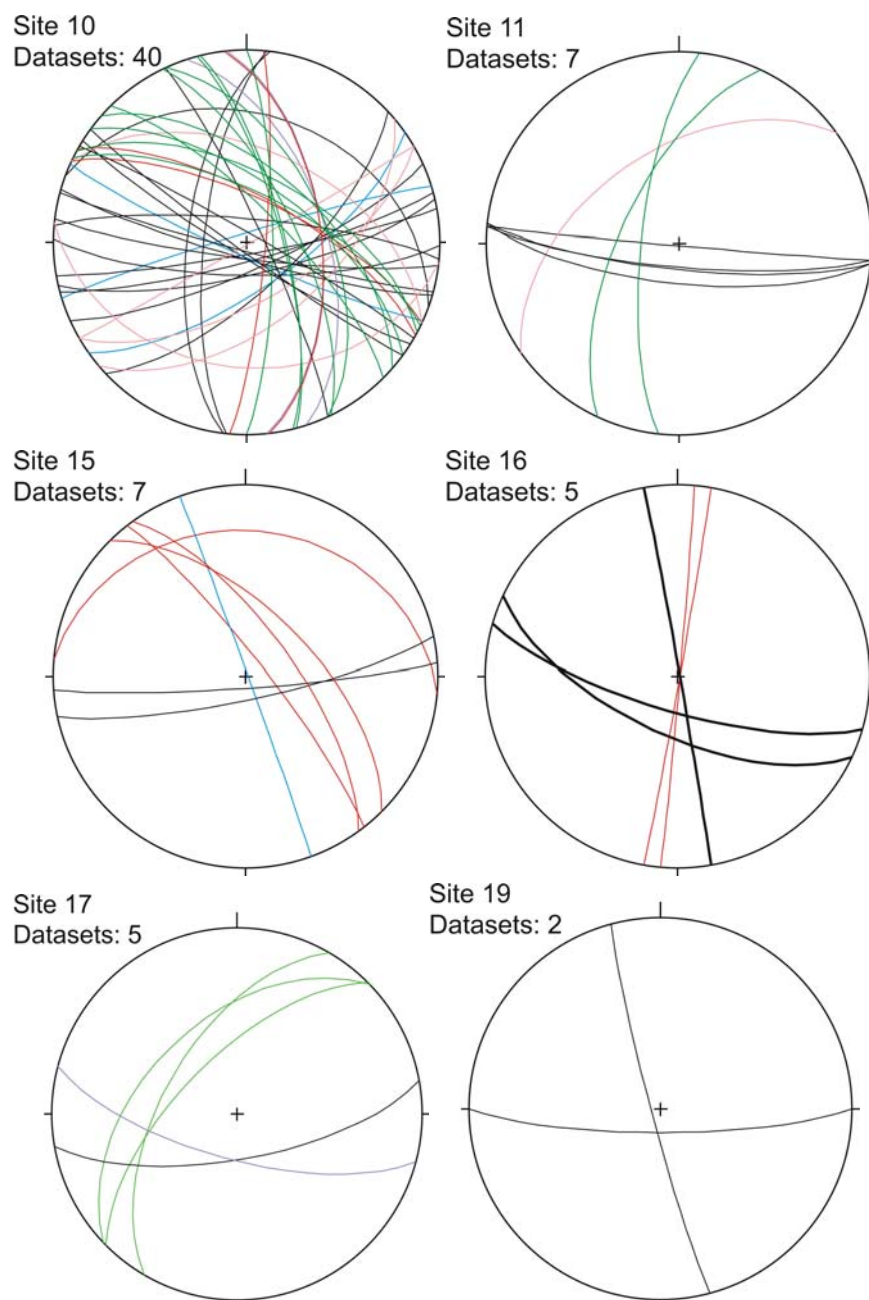 Site 10
Datasets: 40
Site 11
Datasets: 7
Site 15
Datasets: 7
Site 16
Datasets: 5
Site 17
Datasets: 5
Site 19
Datasets: 2